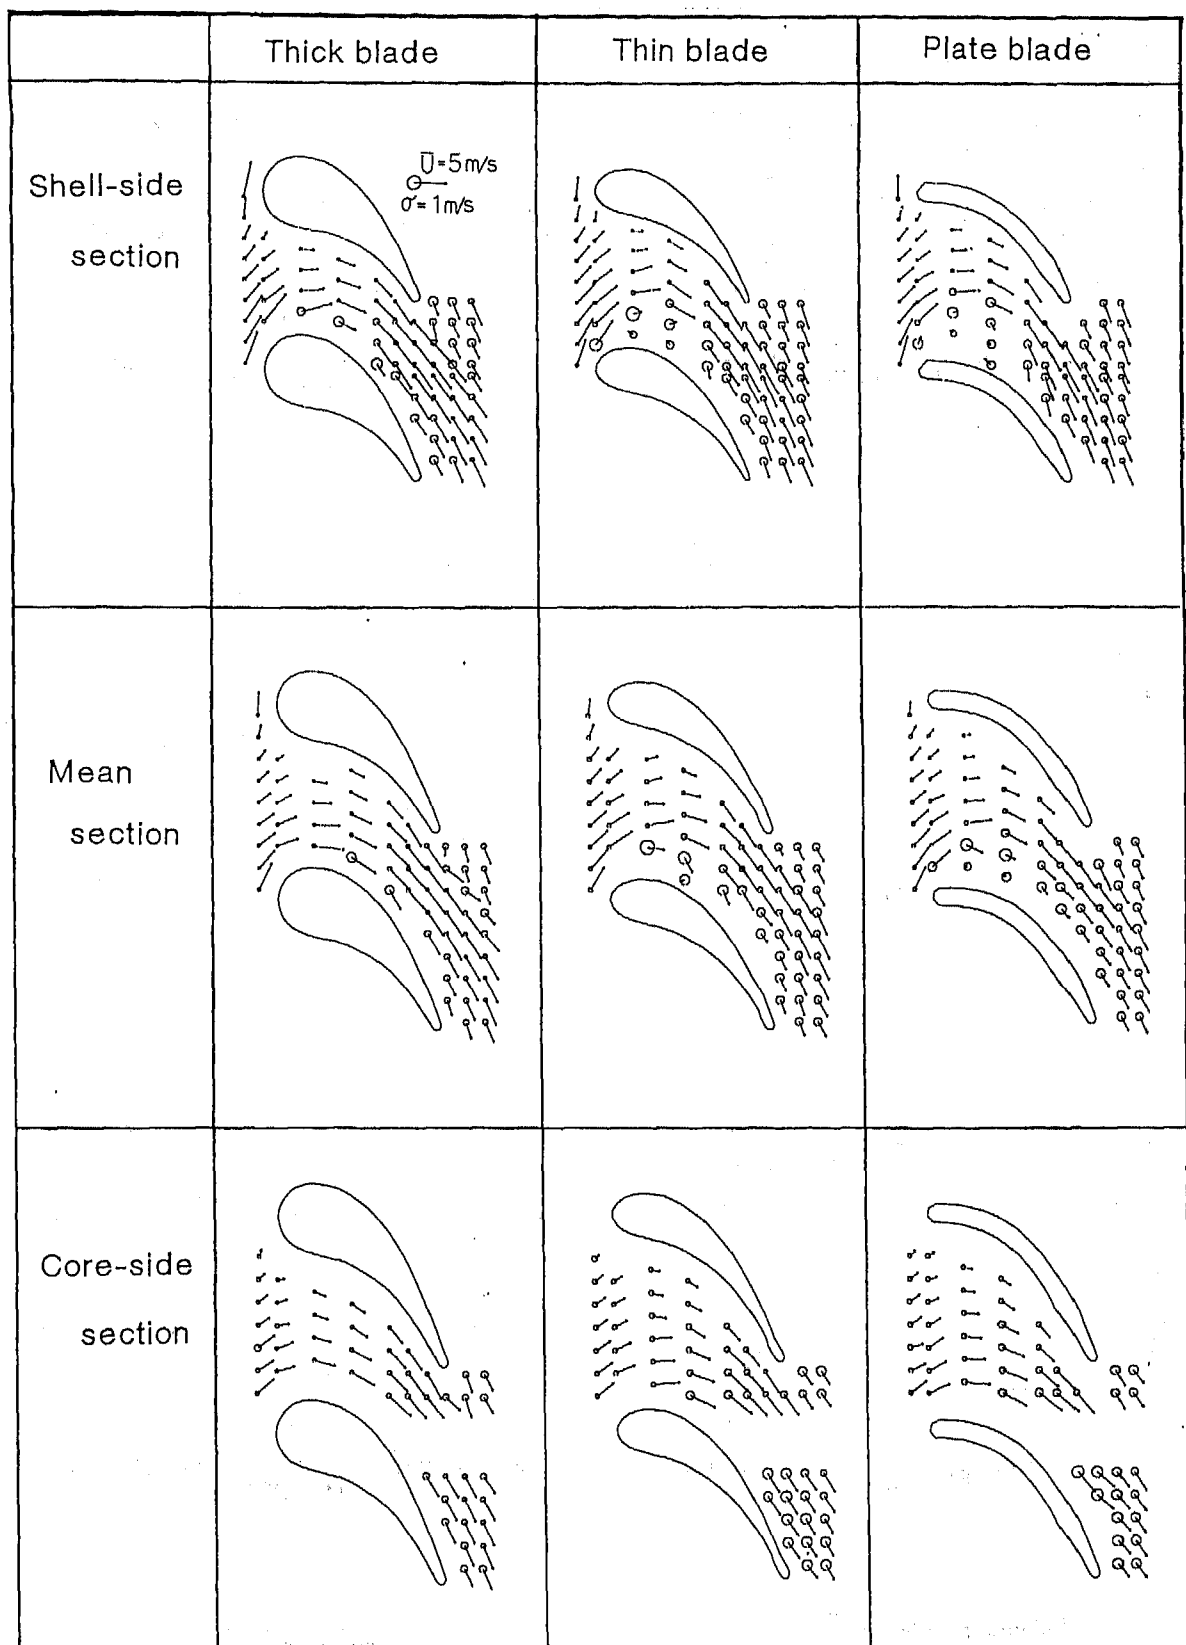 Thick blade
Thin blade
Plate blade
Shell-side
section
Ū=5m/s
σ=1m/s
Mean
section
Core-side
section